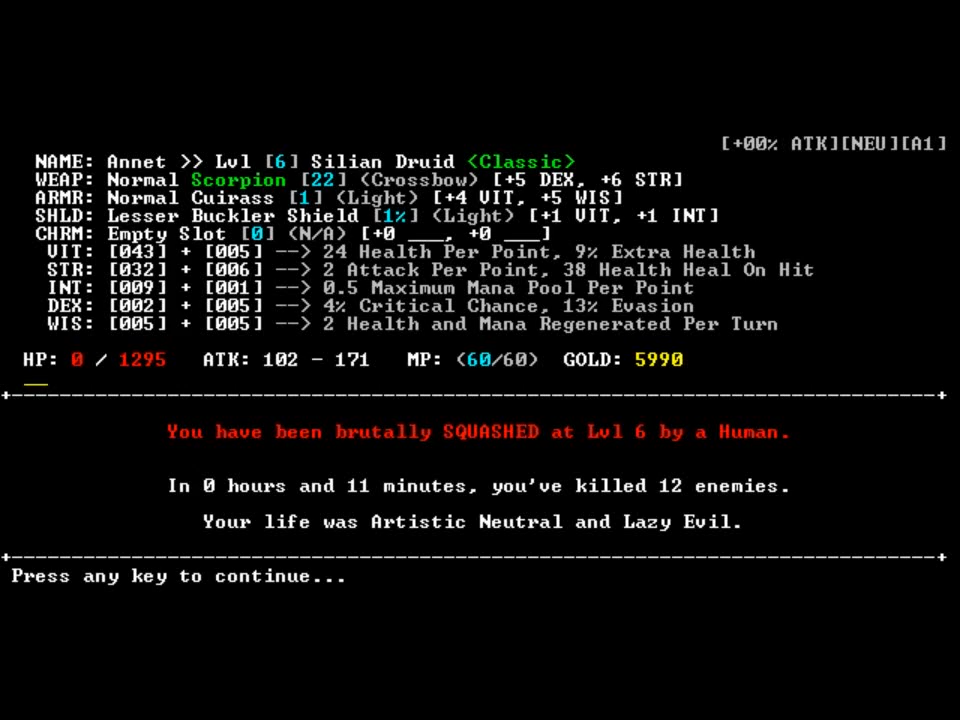 [+00% ATK][NEU][A1]
NAME: Annet >> Lvl [6] Silian Druid <Classic>
WEAP: Normal Scorpion [22] (Crossbow) [+5 DEX, +6 STR]
ARMR: Normal Cuirass [1] (Light) [+4 VIT, +5 WIS]
SHLD: Lesser Buckler Shield [1%] (Light) [+1 VIT, +1 INT]
CHRM: Empty Slot [0] (N/A) [+0 ___, +0 ___]
VIT: [043] + [005] --> 24 Health Per Point, 9% Extra Health
STR: [032] + [006] --> 2 Attack Per Point, 38 Health Heal On Hit
INT: [009] + [001] --> 0.5 Maximum Mana Pool Per Point
DEX: [002] + [005] --> 4% Critical Chance, 13% Evasion
WIS: [005] + [005] --> 2 Health and Mana Regenerated Per Turn
HP: 0 / 1295 ATK: 102 - 171 MP: (60/60) GOLD: 5990
You have been brutally SQUASHED at Lvl 6 by a Human.
In 0 hours and 11 minutes, you've killed 12 enemies.
Your life was Artistic Neutral and Lazy Evil.
Press any key to continue...